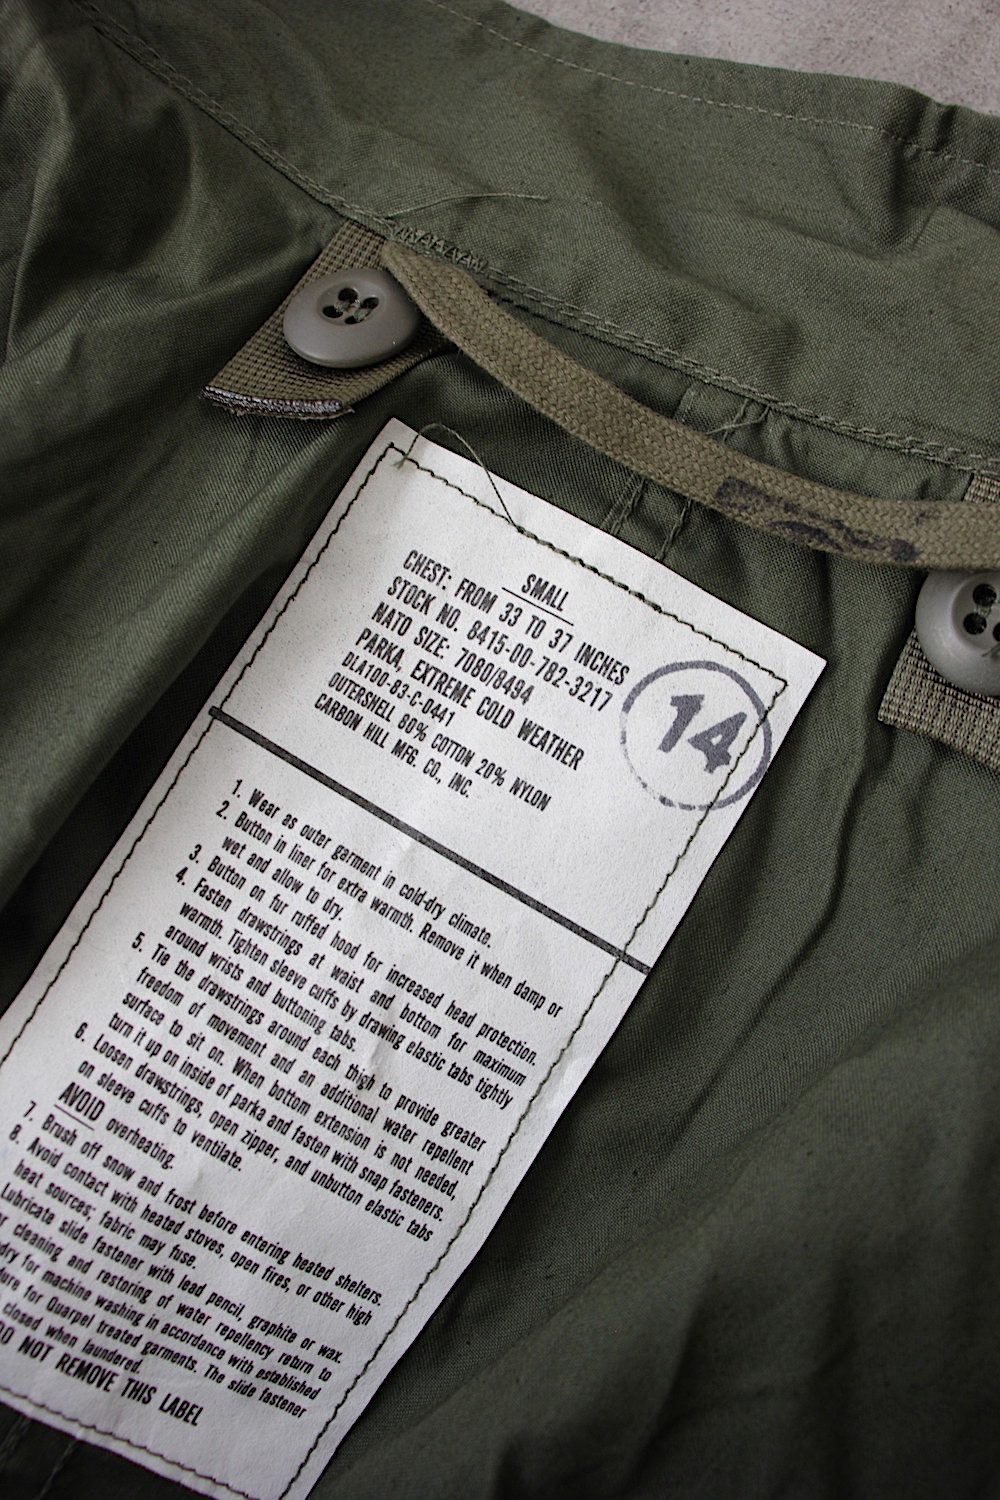 SMALL
CHEST: FROM 33 TO 37 INCHES
STOCK NO. 8415-00-782-3217
NATO SIZE: 7080/8494
PARKA, EXTREME COLD WEATHER
DLA100-83-C-0441
OUTERSHELL 80% COTTON 20% NYLON
CARBON HILL MFG. CO., INC.
14
1. Wear as outer garment in cold-dry climate.
2. Button in liner for extra warmth. Remove it when damp or
wet and allow to dry.
3. Button on fur ruffed hood for increased head protection.
4. Fasten drawstrings at waist and bottom for maximum
warmth. Tighten sleeve cuffs by drawing elastic tabs tightly
around wrists and buttoning tabs.
5. Tie the drawstrings around each thigh to provide greater
freedom of movement and an additional water repellent
surface to sit on. When bottom extension is not needed,
turn it up on inside of parka and fasten with snap fasteners.
6. Loosen drawstrings, open zipper, and unbutton elastic tabs
on sleeve cuffs to ventilate.
AVOID overheating.
7. Brush off snow and frost before entering heated shelters.
8. Avoid contact with heated stoves, open fires, or other high
heat sources; fabric may fuse.
Lubricate slide fastener with lead pencil, graphite or wax.
cleaning and restoring of water repellency return to
for machine washing in accordance with established
for Quarpel treated garments. The slide fastener
closed when laundered.
DO NOT REMOVE THIS LABEL